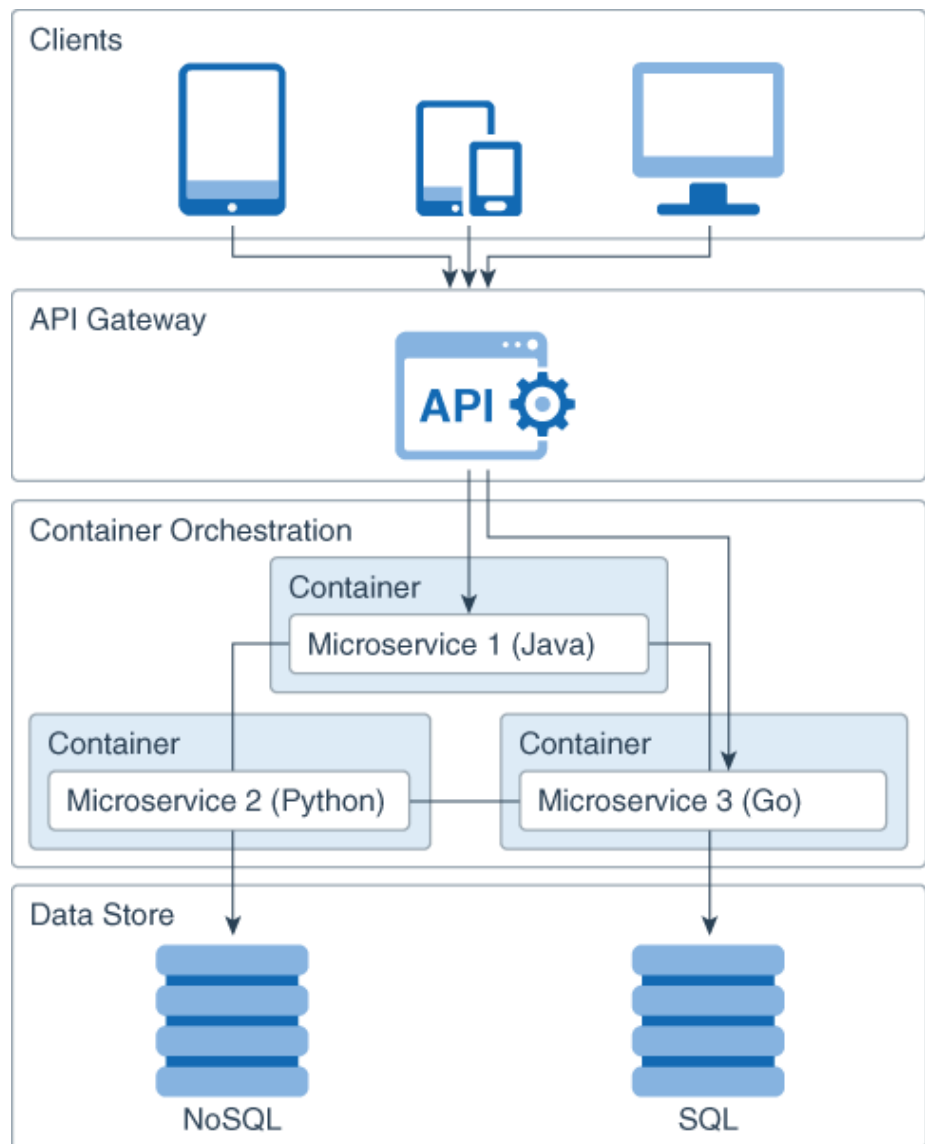 Clients
API Gateway
API
Container Orchestration
Container
Microservice 1 (Java)
Container
Microservice 2 (Python)
Container
Microservice 3 (Go)
Data Store
NoSQL
SQL